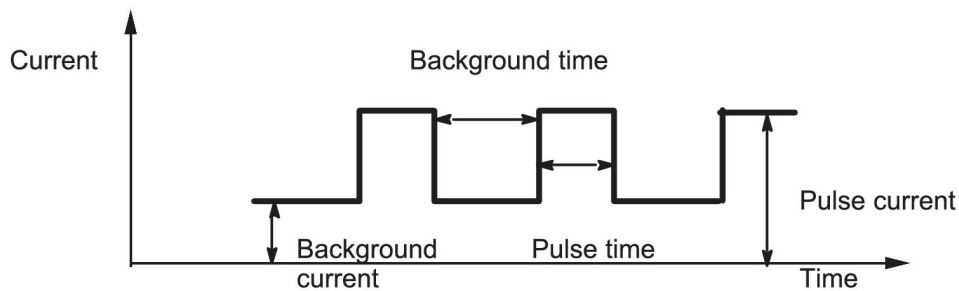 Current
Background time
Pulse current
Background
current
Pulse time
Time